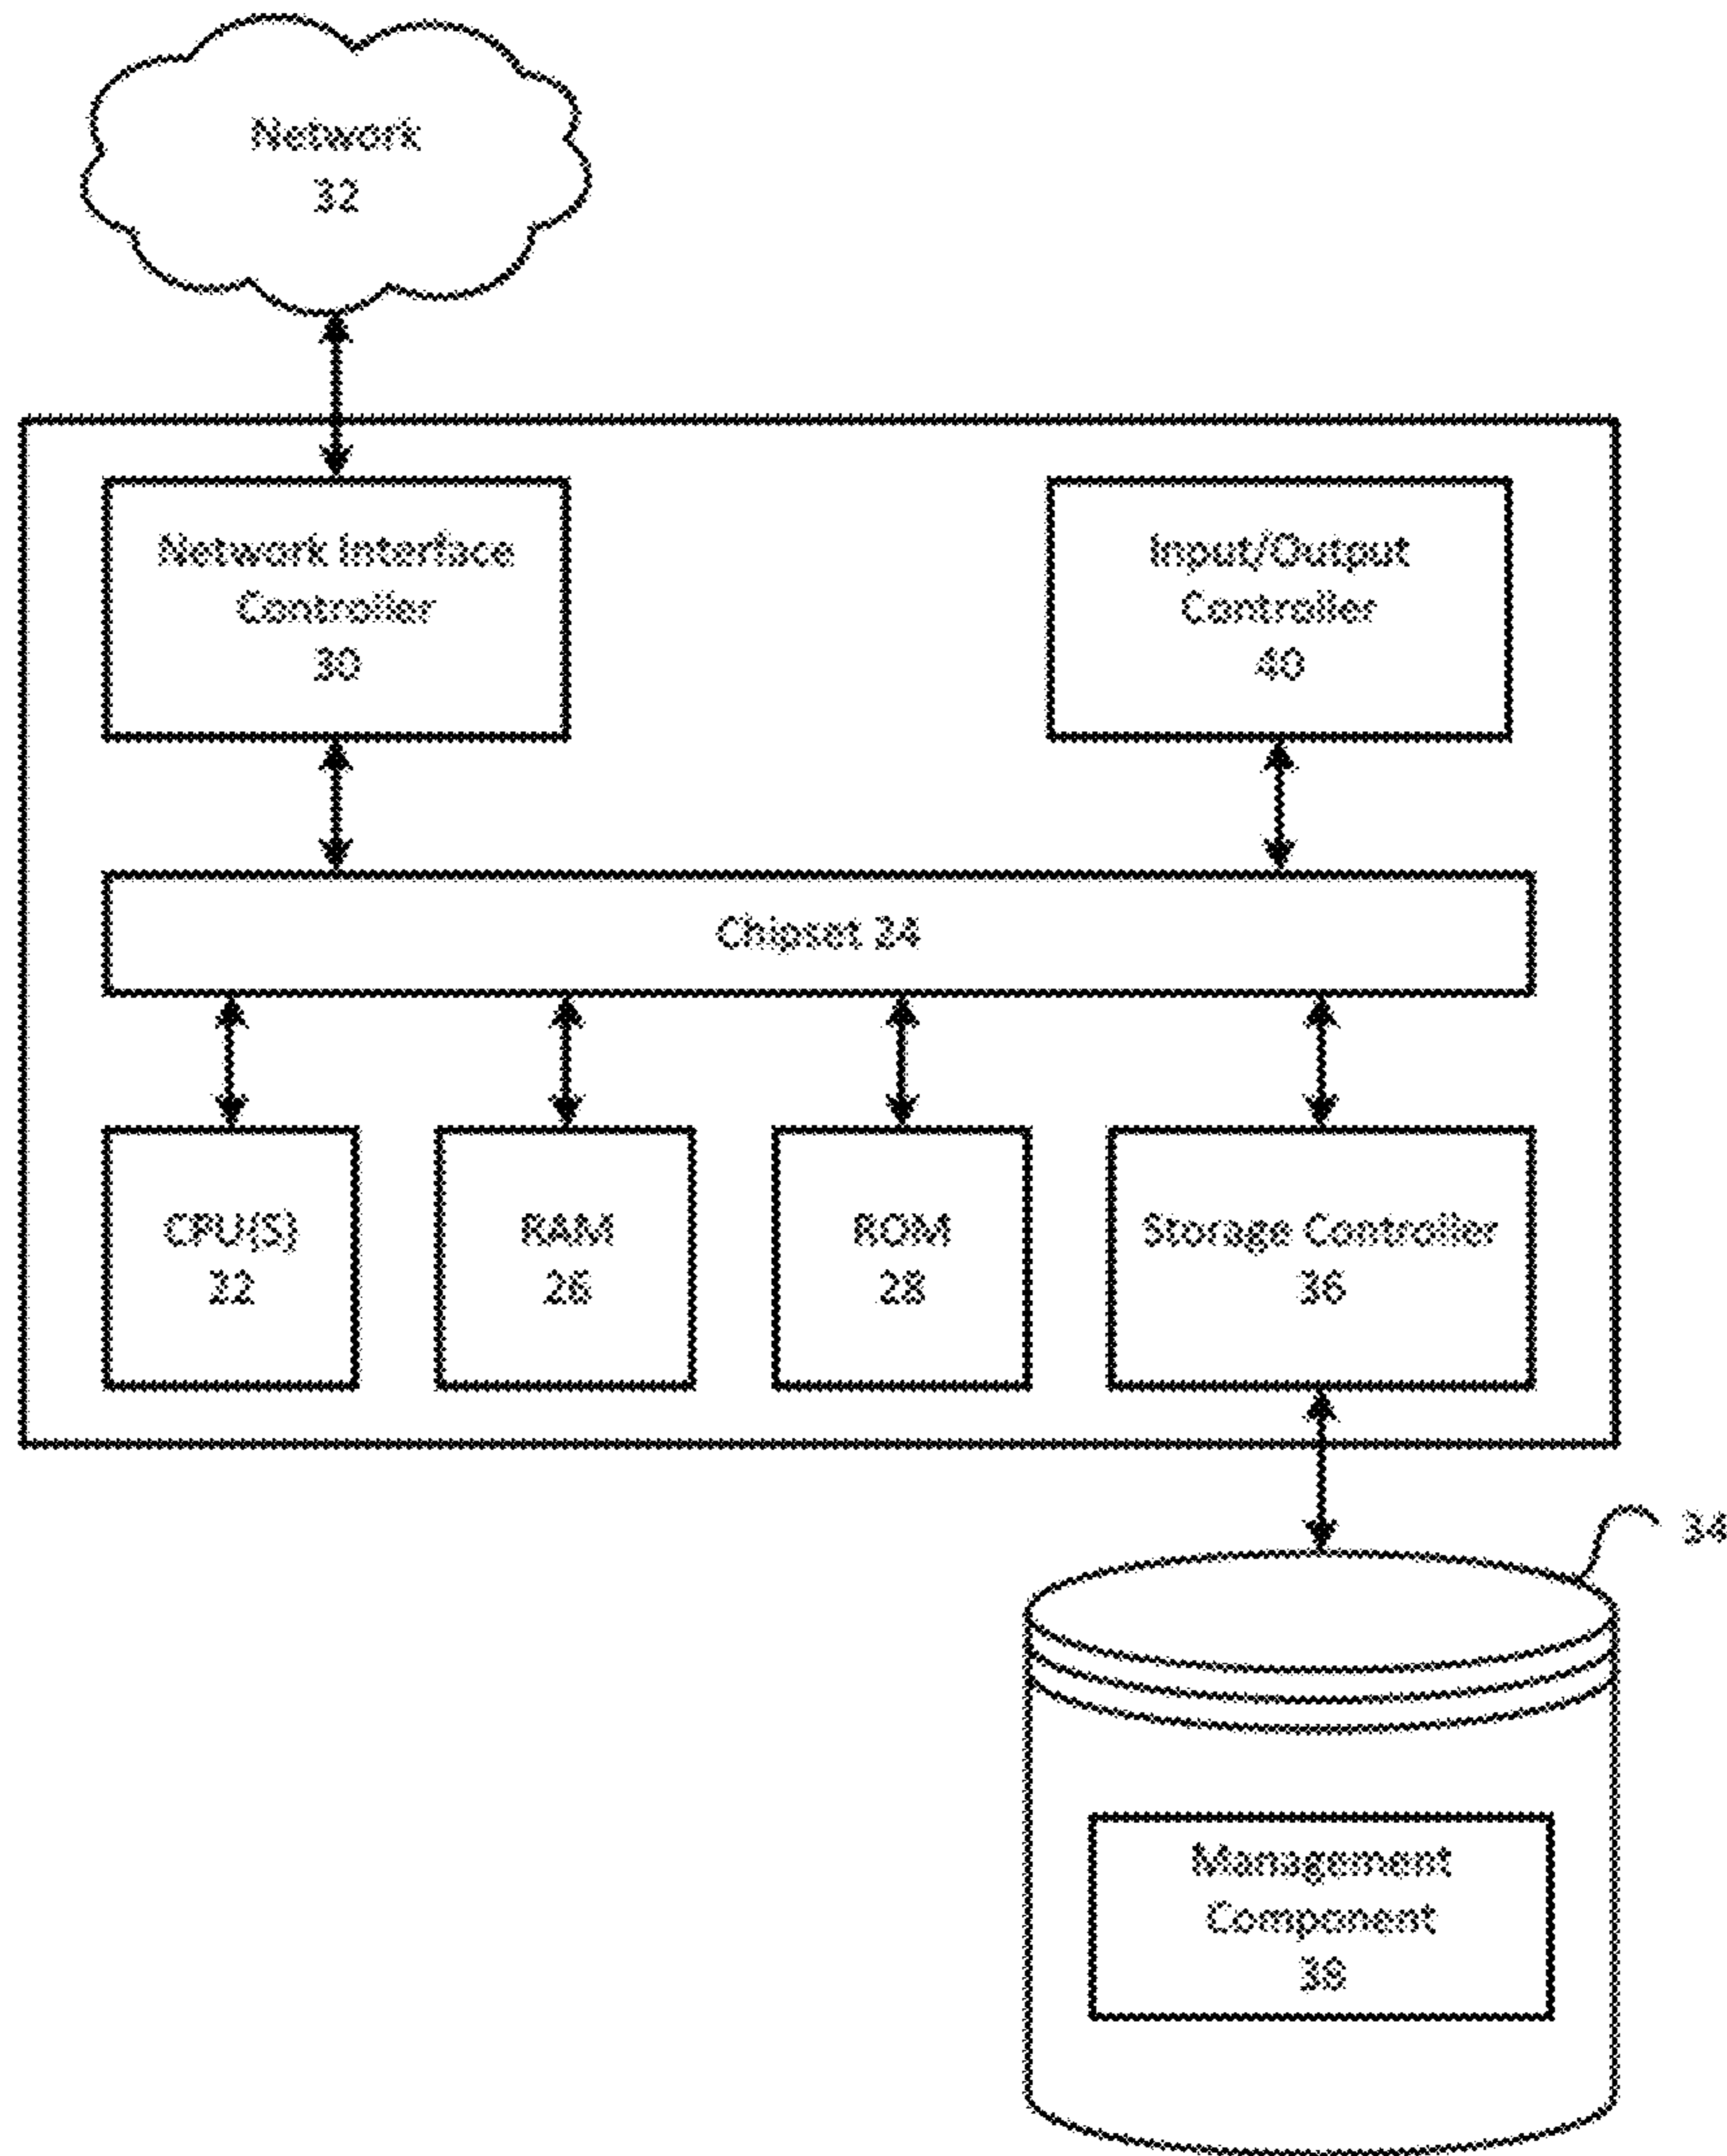 Network
32
Network Interface
Controller
30
Input/Output
Controller
40
Chipset 24
CPU(S)
22
RAM
26
ROM
28
Storage Controller
36
34
Management
Component
38